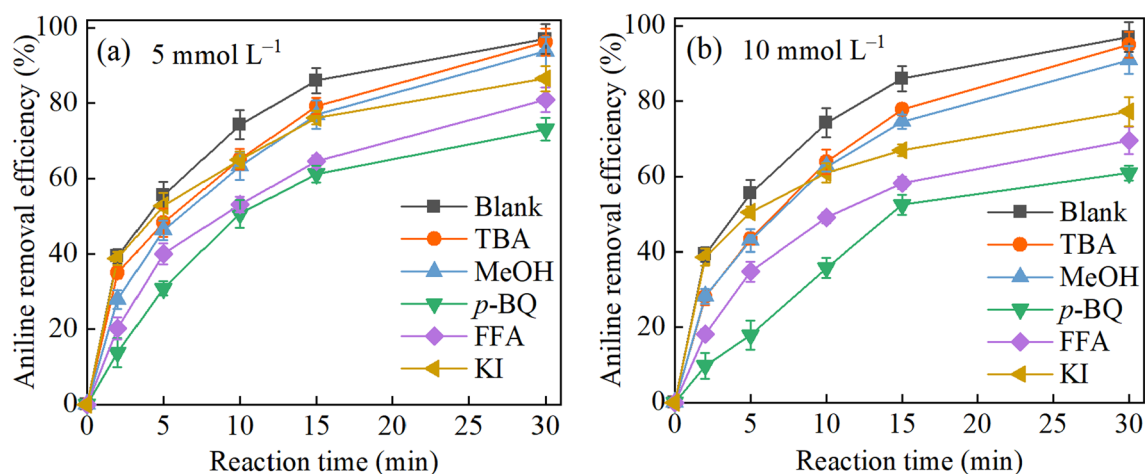 Aniline removal efficiency (%)
100
80
60
40
20
0
(a) 5 mmol L⁻¹
Blank
TBA
MeOH
p-BQ
FFA
KI
0 5 10 15 20 25 30
Reaction time (min)
Aniline removal efficiency (%)
100
80
60
40
20
0
(b) 10 mmol L⁻¹
Blank
TBA
MeOH
p-BQ
FFA
KI
0 5 10 15 20 25 30
Reaction time (min)